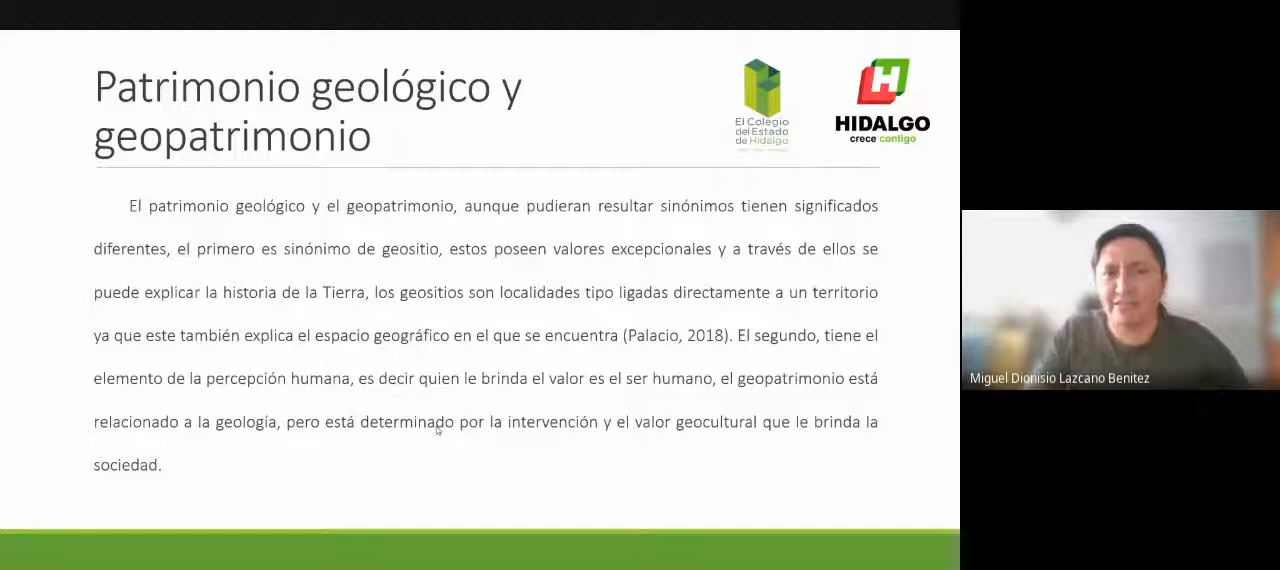 Patrimonio geológico y
geopatrimonio
El Colegio
del Estado
de Hidalgo
H
HIDALGO
crece contigo
El patrimonio geológico y el geopatrimonio, aunque pudieran resultar sinónimos tienen significados
diferentes, el primero es sinónimo de geositio, estos poseen valores excepcionales y a través de ellos se
puede explicar la historia de la Tierra, los geositios son localidades tipo ligadas directamente a un territorio
ya que este también explica el espacio geográfico en el que se encuentra (Palacio, 2018). El segundo, tiene el
elemento de la percepción humana, es decir quien le brinda el valor es el ser humano, el geopatrimonio está
relacionado a la geología, pero está determinado por la intervención y el valor geocultural que le brinda la
sociedad.
Miguel Dionisio Lazcano Benitez